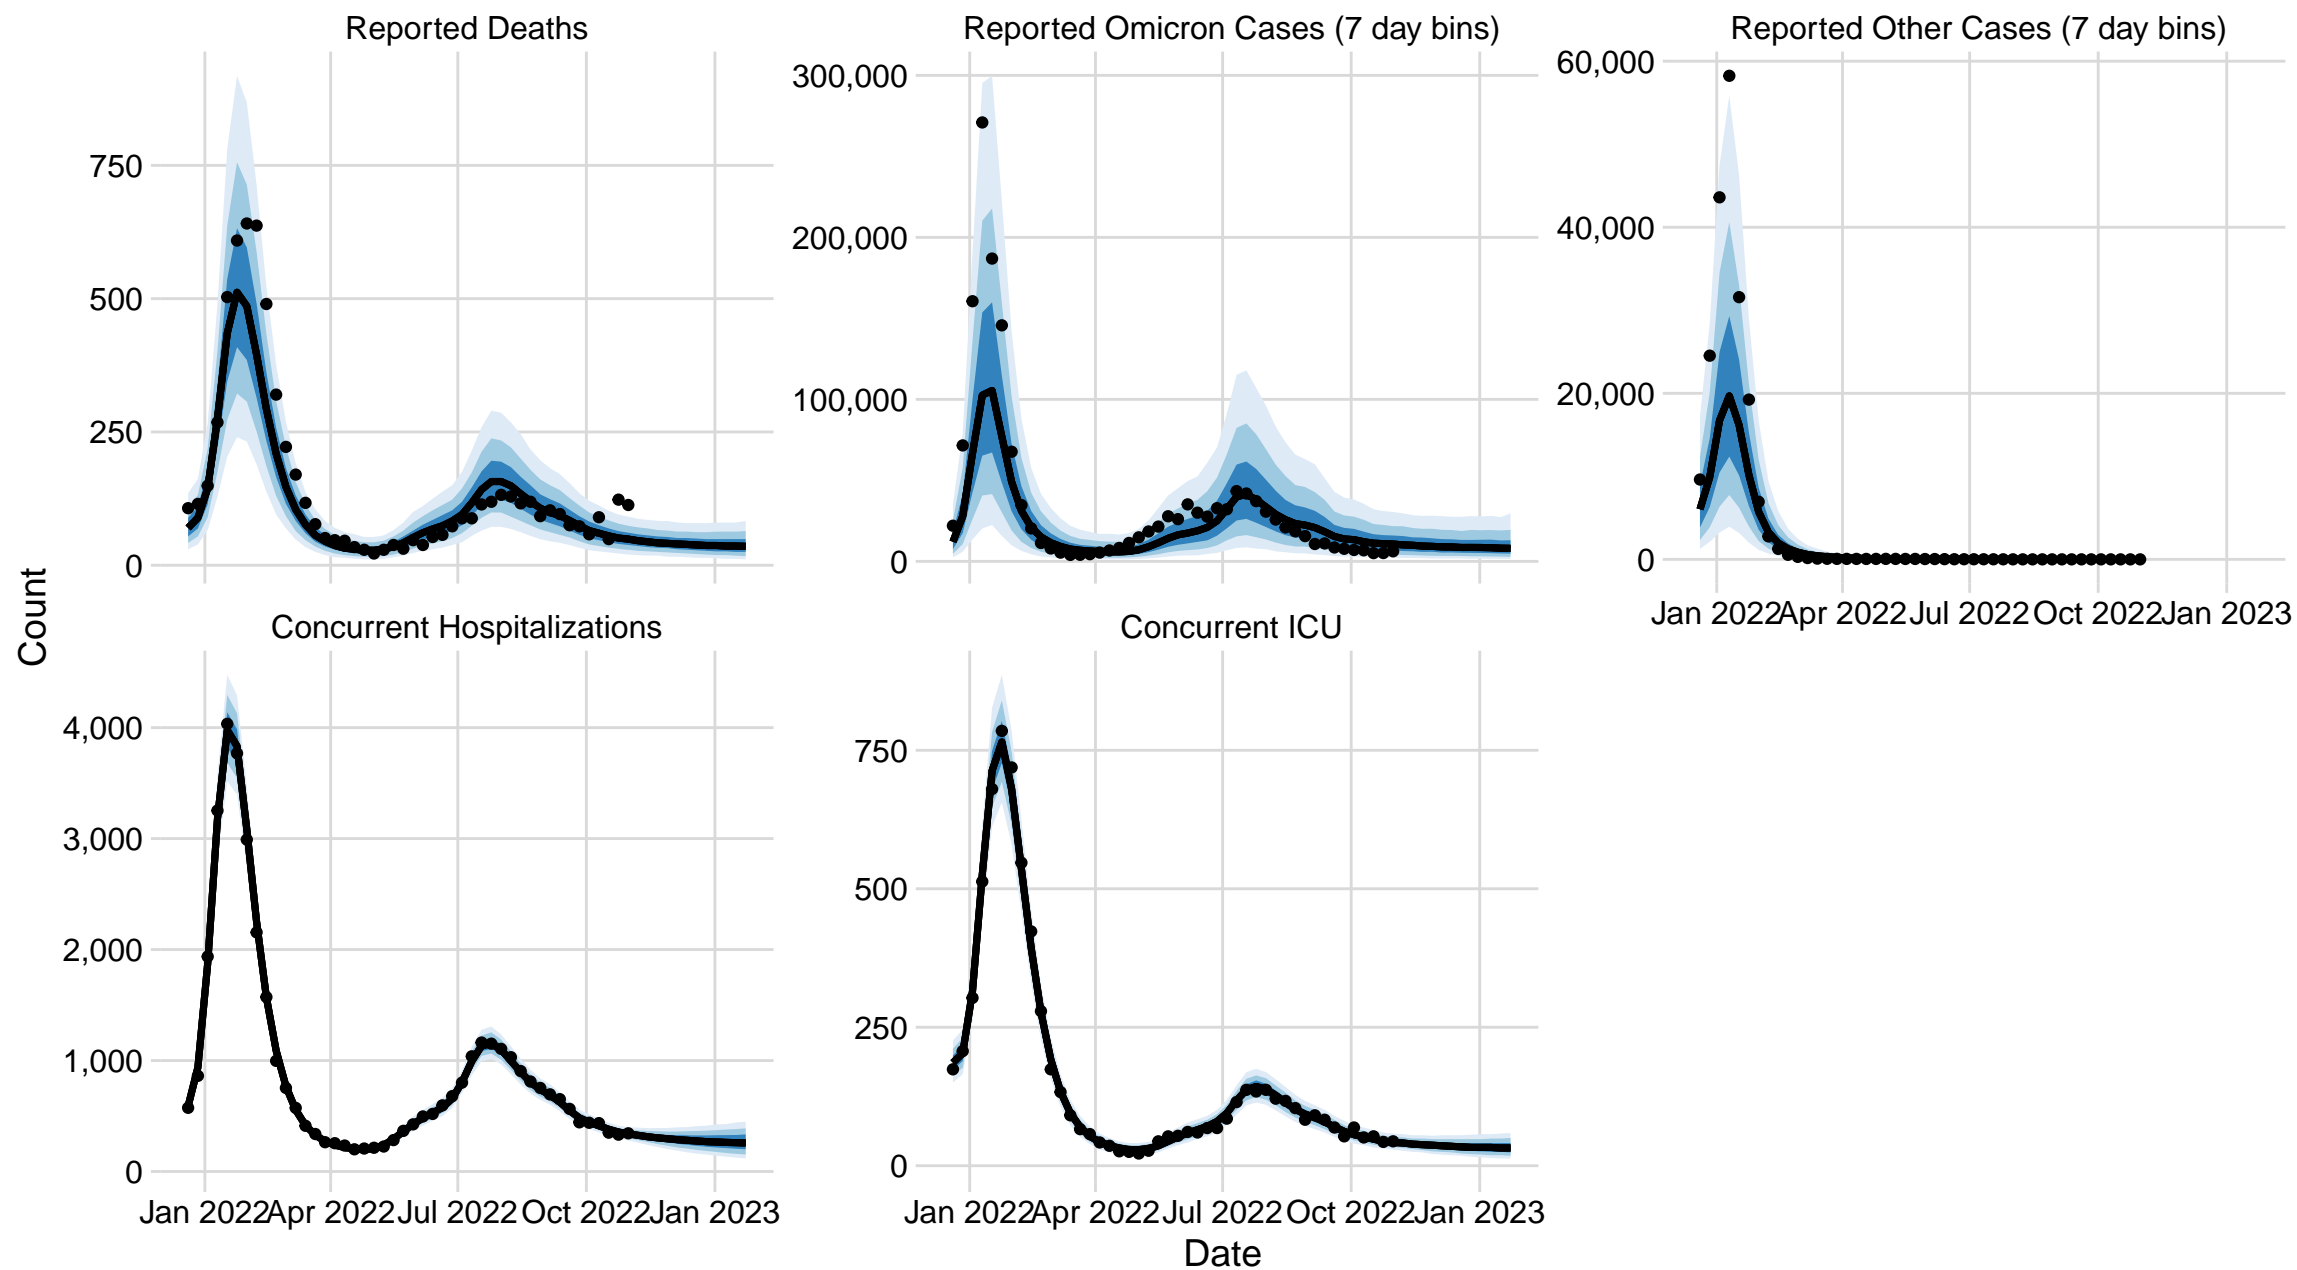 Reported Deaths
Reported Omicron Cases (7 day bins)
Reported Other Cases (7 day bins)
750
500
250
0
300,000
200,000
100,000
0
60,000
40,000
20,000
0
Jan 2022 Apr 2022 Jul 2022 Oct 2022 Jan 2023
Count
Concurrent Hospitalizations
Concurrent ICU
4,000
3,000
2,000
1,000
0
750
500
250
0
Jan 2022 Apr 2022 Jul 2022 Oct 2022 Jan 2023
Jan 2022 Apr 2022 Jul 2022 Oct 2022 Jan 2023
Date